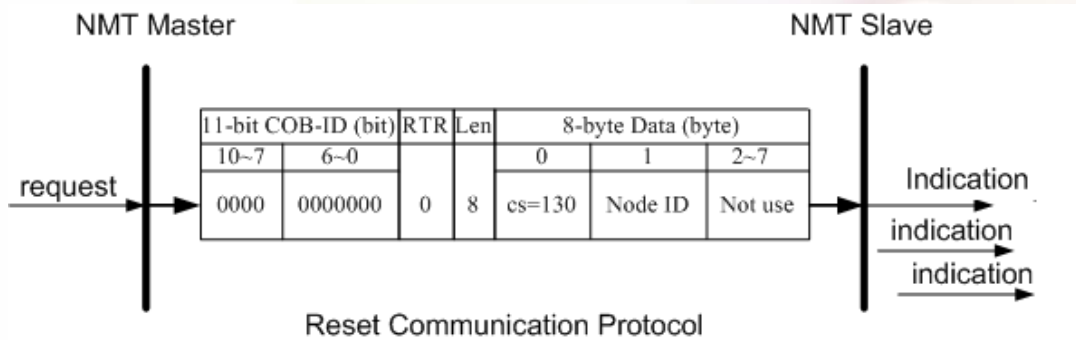 NMT Master NMT Slave
11-bit COB-ID (bit) RTR Len 8-byte Data (byte)
10~7 6~0 0 1 2~7
request 0000 0000000 0 8 cs=130 Node ID Not use Indication
indication
indication
Reset Communication Protocol